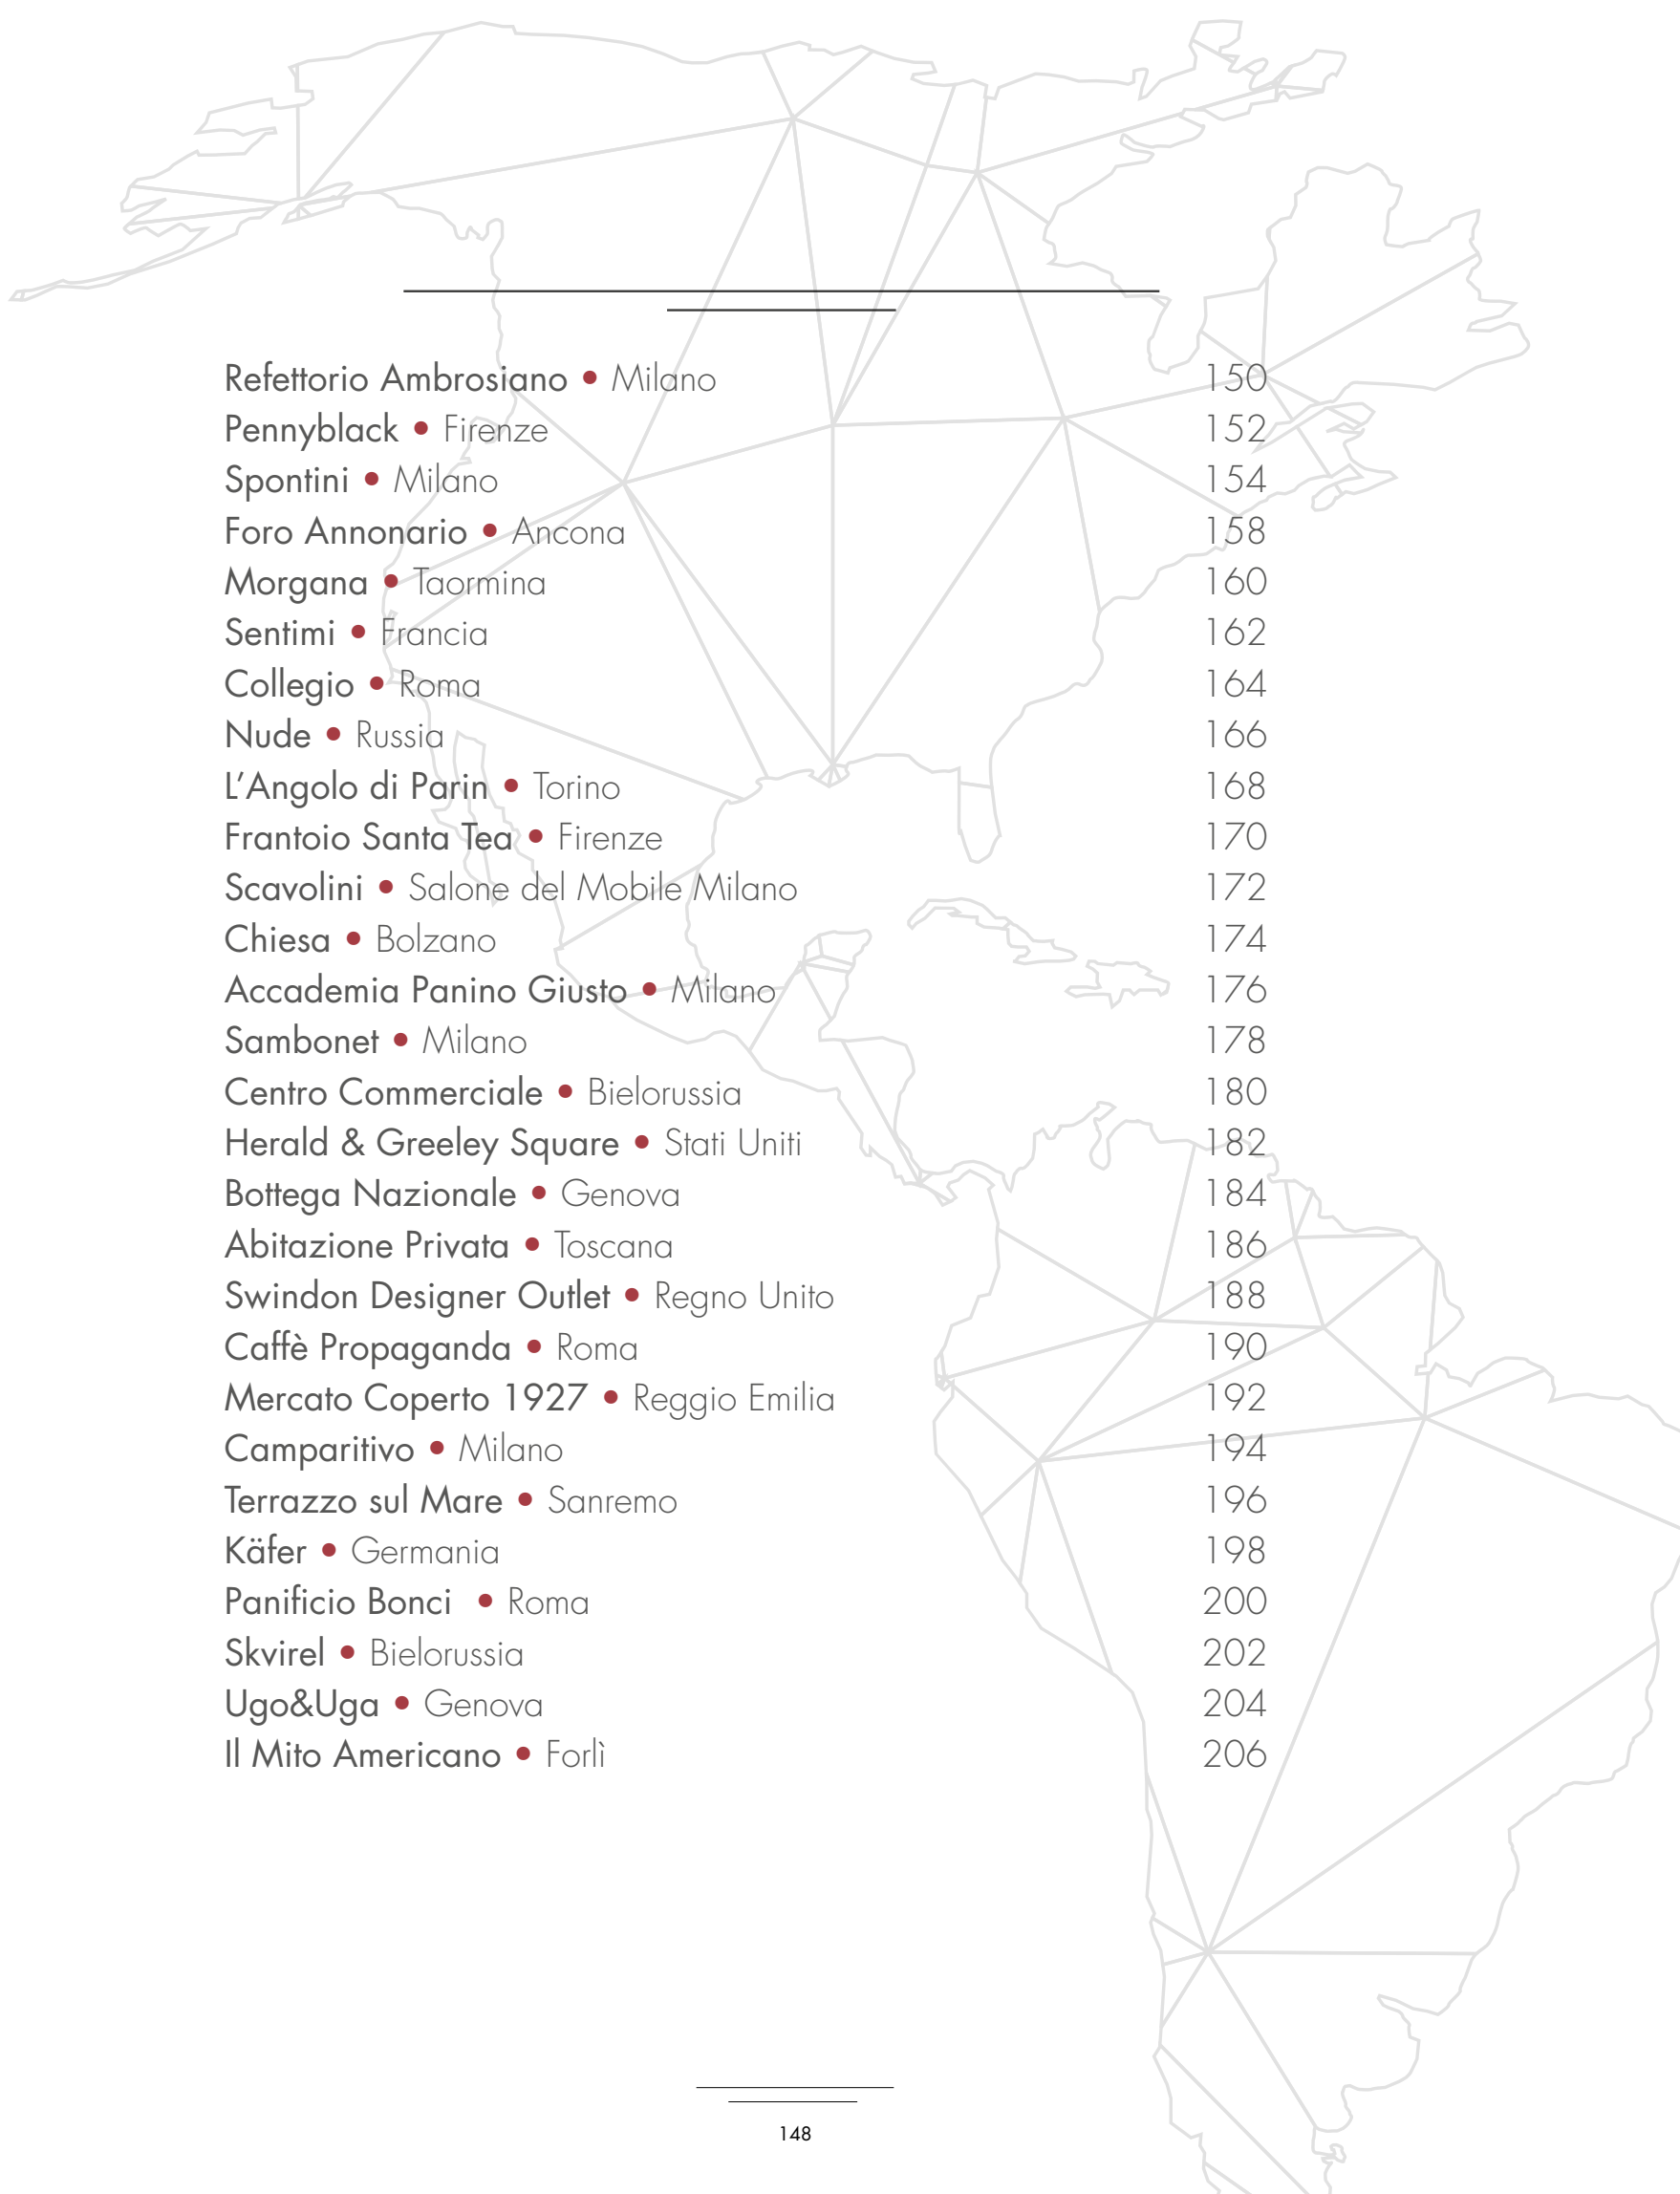 Refettorio Ambrosiano • Milano 150
Pennyblack • Firenze 152
Spontini • Milano 154
Foro Annonario • Ancona 158
Morgana • Taormina 160
Sentimi • Francia 162
Collegio • Roma 164
Nude • Russia 166
L’Angolo di Parin • Torino 168
Frantoio Santa Tea • Firenze 170
Scavolini • Salone del Mobile Milano 172
Chiesa • Bolzano 174
Accademia Panino Giusto • Milano 176
Sambonet • Milano 178
Centro Commerciale • Bielorussia 180
Herald & Greeley Square • Stati Uniti 182
Bottega Nazionale • Genova 184
Abitazione Privata • Toscana 186
Swindon Designer Outlet • Regno Unito 188
Caffè Propaganda • Roma 190
Mercato Coperto 1927 • Reggio Emilia 192
Camparitivo • Milano 194
Terrazzo sul Mare • Sanremo 196
Käfer • Germania 198
Panificio Bonci • Roma 200
Skvirel • Bielorussia 202
Ugo&Uga • Genova 204
Il Mito Americano • Forlì 206
148